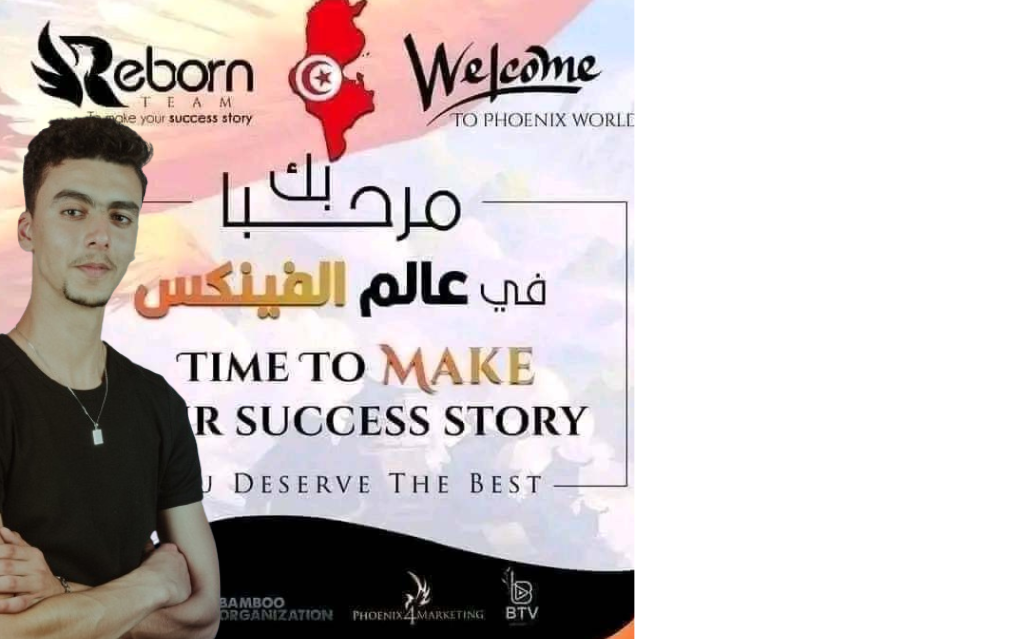 Reborn
TEAM
To make your success story
Welcome
TO PHOENIX WORLD
مرحبا بك
في عالم الفينكس
TIME TO MAKE
R SUCCESS STORY
U DESERVE THE BEST
BAMBOO
ORGANIZATION
PHOENIX4MARKETING
BTV